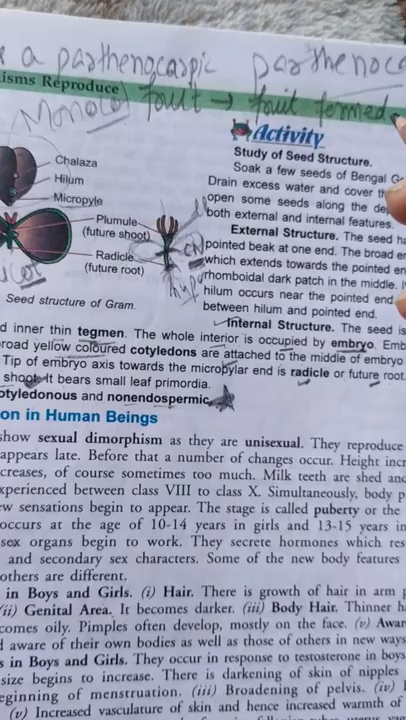 a parthenocarpic parthenoca
isms Reproduce
Monocot fruit → fruit formed
Activity
Chalaza
Hilum
Micropyle
Plumule
(future shoot)
Radicle
(future root)
Seed structure of Gram.
Study of Seed Structure.
Soak a few seeds of Bengal G
Drain excess water and cover th
open some seeds along the de
both external and internal features.
External Structure. The seed ha
pointed beak at one end. The broad en
which extends towards the pointed en
rhomboidal dark patch in the middle.
hilum occurs near the pointed end
between hilum and pointed end.
Internal Structure. The seed is
d inner thin tegmen. The whole interior is occupied by embryo. Emb
road yellow coloured cotyledons are attached to the middle of embryo
Tip of embryo axis towards the micropylar end is radicle or future root.
shoot. It bears small leaf primordia.
otyledonous and nonendospermic.
on in Human Beings
show sexual dimorphism as they are unisexual. They reproduce
appears late. Before that a number of changes occur. Height incr
creases, of course sometimes too much. Milk teeth are shed and
xperienced between class VIII to class X. Simultaneously, body p
ew sensations begin to appear. The stage is called puberty or the
occurs at the age of 10-14 years in girls and 13-15 years in
sex organs begin to work. They secrete hormones which res
and secondary sex characters. Some of the new body features
others are different.
in Boys and Girls. (i) Hair. There is growth of hair in arm p
(ii) Genital Area. It becomes darker. (iii) Body Hair. Thinner ha
comes oily. Pimples often develop, mostly on the face. (v) Awar
d aware of their own bodies as well as those of others in new ways
s in Boys and Girls. They occur in response to testosterone in boys
size begins to increase. There is darkening of skin of nipples
eginning of menstruation. (iii) Broadening of pelvis. (iv)
(v) Increased vasculature of skin and hence increased warmth of